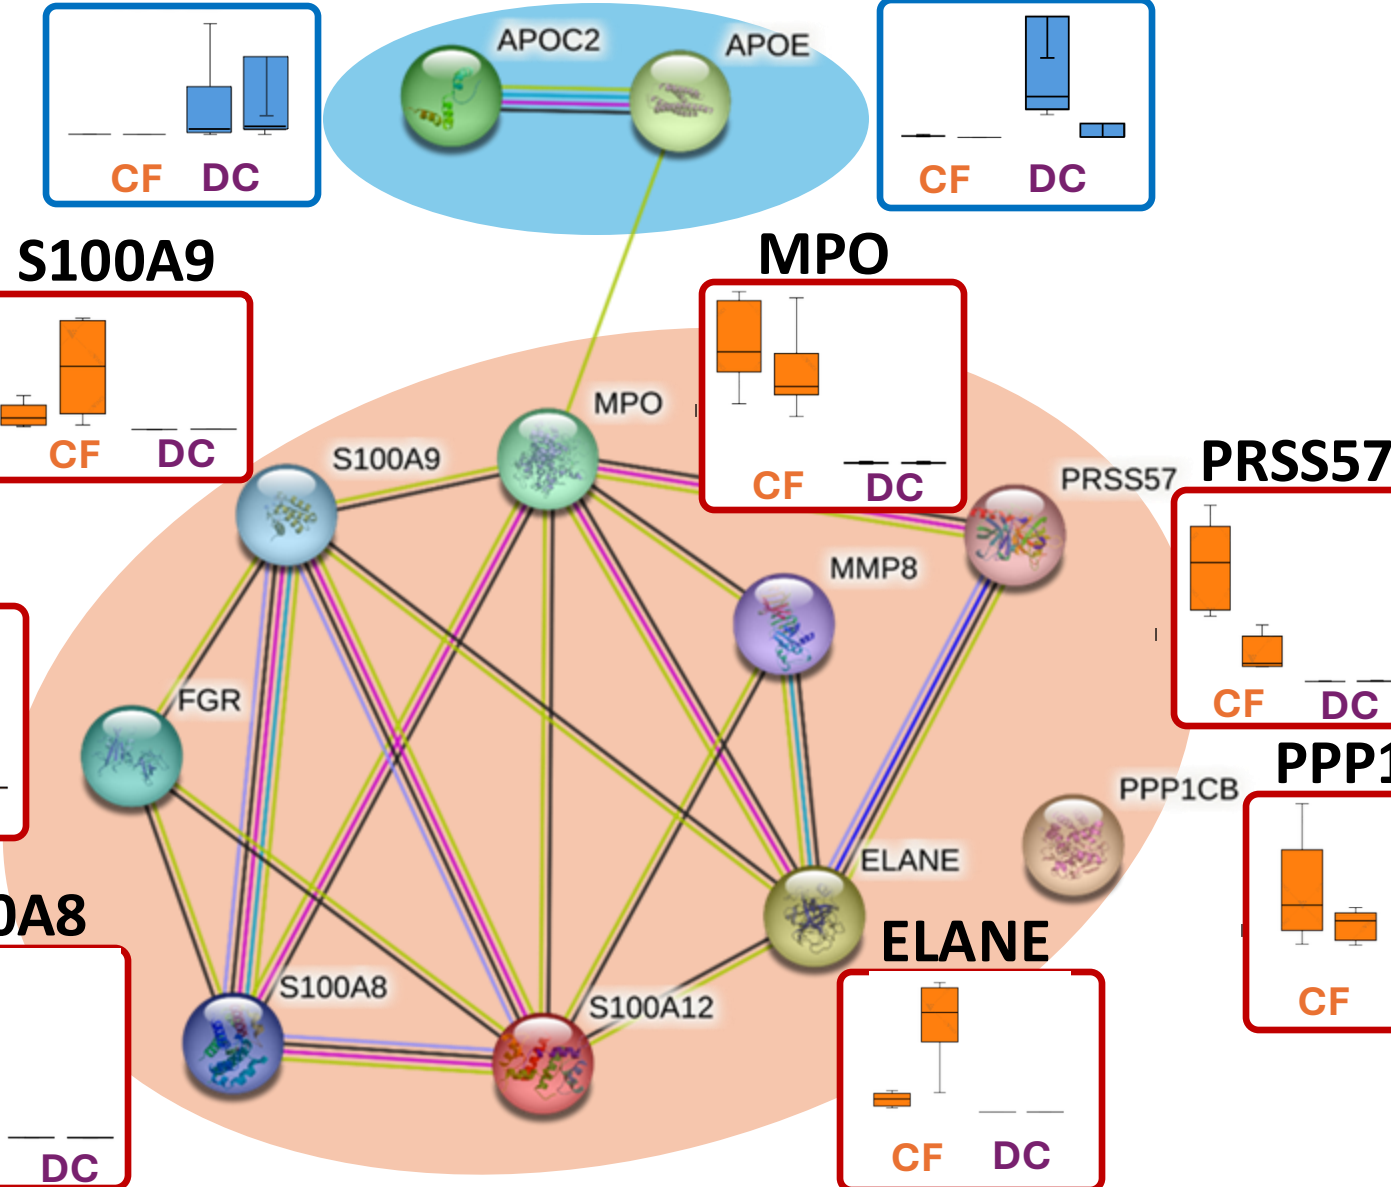 APOC2
APOE
CF DC
CF DC
S100A9
MPO
CF DC
CF DC
MPO
S100A9
PRSS57
PRSS57
CF DC
MMP8
FGR
PPP1
PPP1CB
CF
ELANE
ELANE
CF DC
0A8
DC
S100A8
S100A12